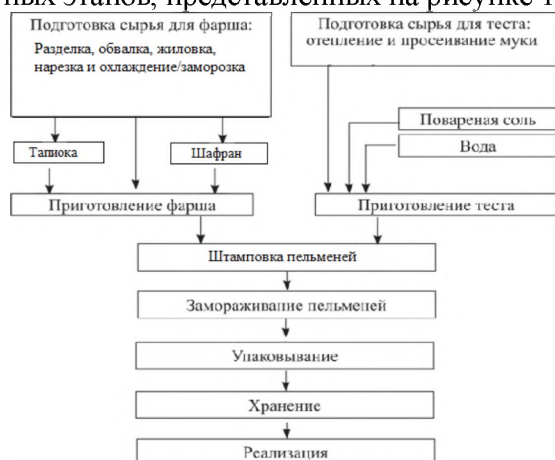 ных этапов, представленных на рисунке 1
Подготовка сырья для фарша:
Разделка, обвалка, жиловка,
нарезка и охлаждение/заморозка
Подготовка сырья для теста:
отепление и просеивание муки
Поварená соль
Вода
Тапиока
Шафран
Приготовление фарша
Приготовление теста
Штамповка пельменей
Замораживание пельменей
Упаковывание
Хранение
Реализация